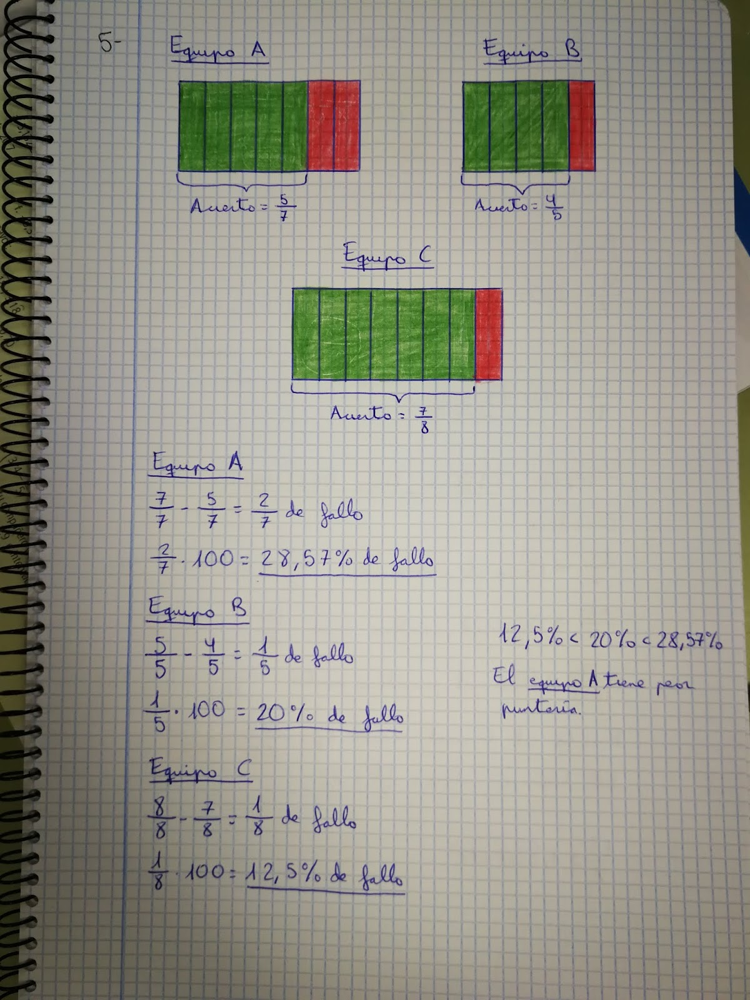 5-
Equipo A
Equipo B
Acierto = 5/7
Acierto = 4/5
Equipo C
Acierto = 7/8
Equipo A
7/7 - 5/7 = 2/7 de fallo
2/7 · 100 = 28,57% de fallo
Equipo B
5/5 - 4/5 = 1/5 de fallo
1/5 · 100 = 20% de fallo
12,5% < 20% < 28,57%
El equipo A tiene peor
puntería.
Equipo C
8/8 - 7/8 = 1/8 de fallo
1/8 · 100 = 12,5% de fallo